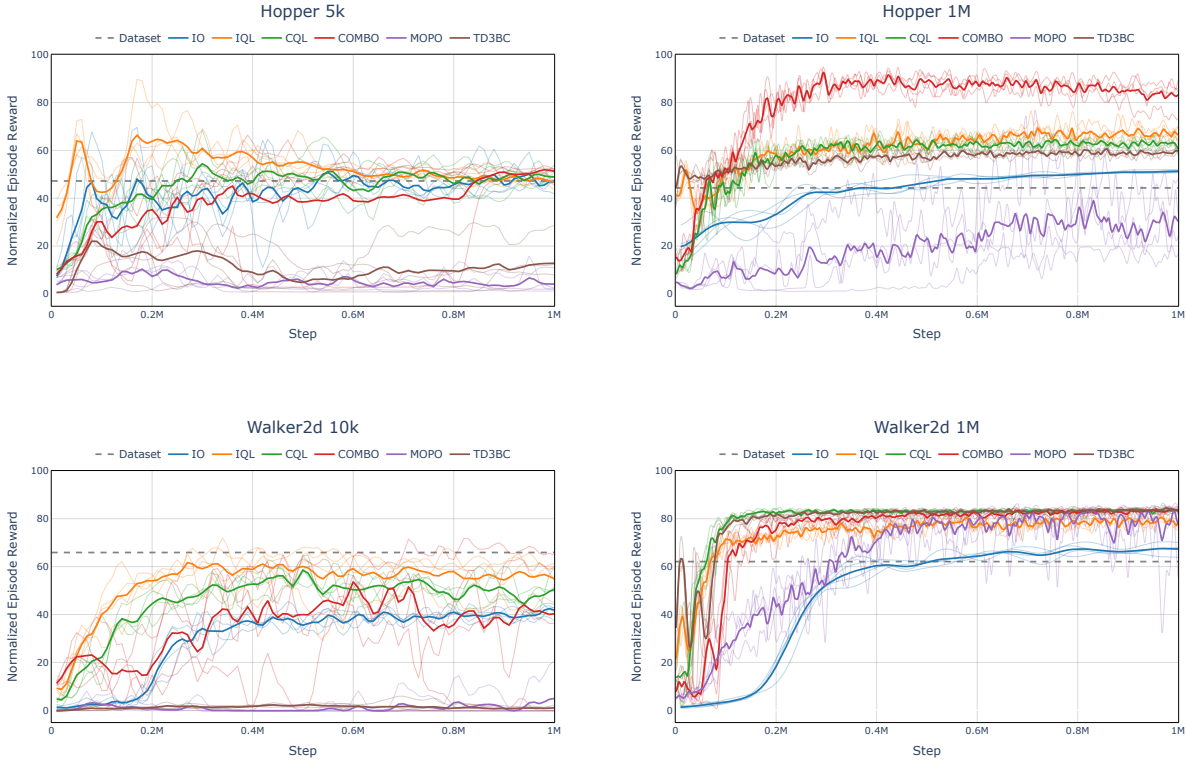 Hopper 5k
Dataset IO IQL CQL COMBO MOPO TD3BC
100
80
60
40
20
0
Normalized Episode Reward
0 0.2M 0.4M 0.6M 0.8M 1M
Step
Hopper 1M
Dataset IO IQL CQL COMBO MOPO TD3BC
100
80
60
40
20
0
Normalized Episode Reward
0 0.2M 0.4M 0.6M 0.8M 1M
Step
Walker2d 10k
Dataset IO IQL CQL COMBO MOPO TD3BC
100
80
60
40
20
0
Normalized Episode Reward
0 0.2M 0.4M 0.6M 0.8M 1M
Step
Walker2d 1M
Dataset IO IQL CQL COMBO MOPO TD3BC
100
80
60
40
20
0
Normalized Episode Reward
0 0.2M 0.4M 0.6M 0.8M 1M
Step